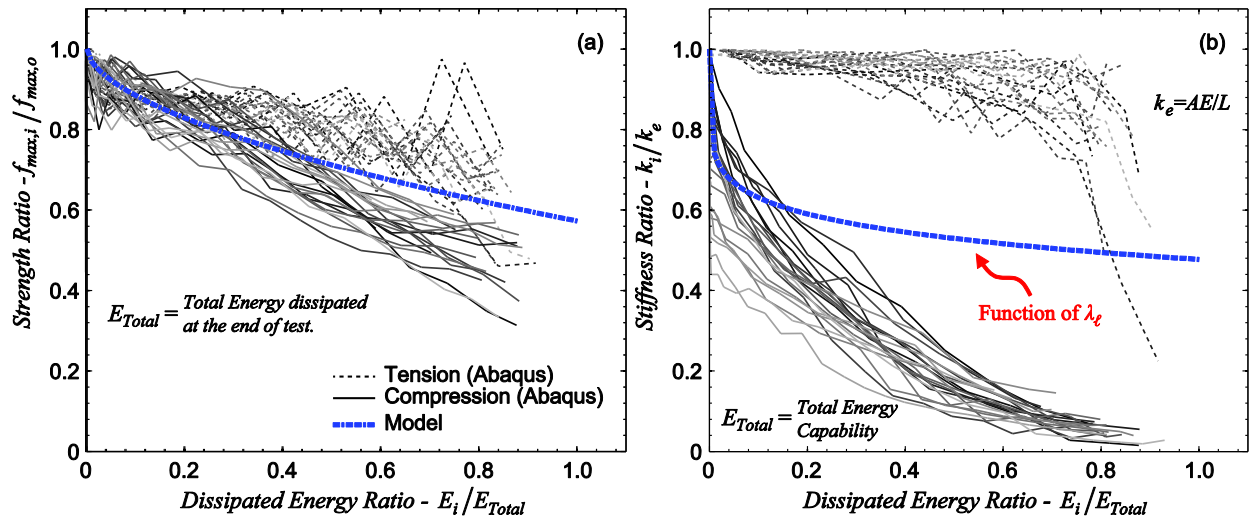 (a)
Strength Ratio - f_max,i / f_max,o
1.0
0.8
0.6
0.4
0.2
0
E_Total = Total Energy dissipated
at the end of test.
Tension (Abaqus)
Compression (Abaqus)
Model
0 0.2 0.4 0.6 0.8 1.0
Dissipated Energy Ratio - E_i / E_Total
(b)
Stiffness Ratio - k_i / k_e
1.0
0.8
0.6
0.4
0.2
0
k_e=AE/L
Function of λ_ℓ
E_Total = Total Energy
Capability
0 0.2 0.4 0.6 0.8 1.0
Dissipated Energy Ratio - E_i / E_Total